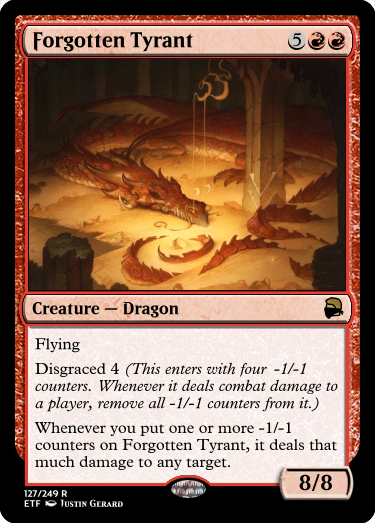 Forgotten Tyrant 5
Creature — Dragon
Flying
Disgraced 4 (This enters with four -1/-1
counters. Whenever it deals combat damage to
a player, remove all -1/-1 counters from it.)
Whenever you put one or more -1/-1
counters on Forgotten Tyrant, it deals that
much damage to any target.
8/8
127/249 R
ETF Justin Gerard